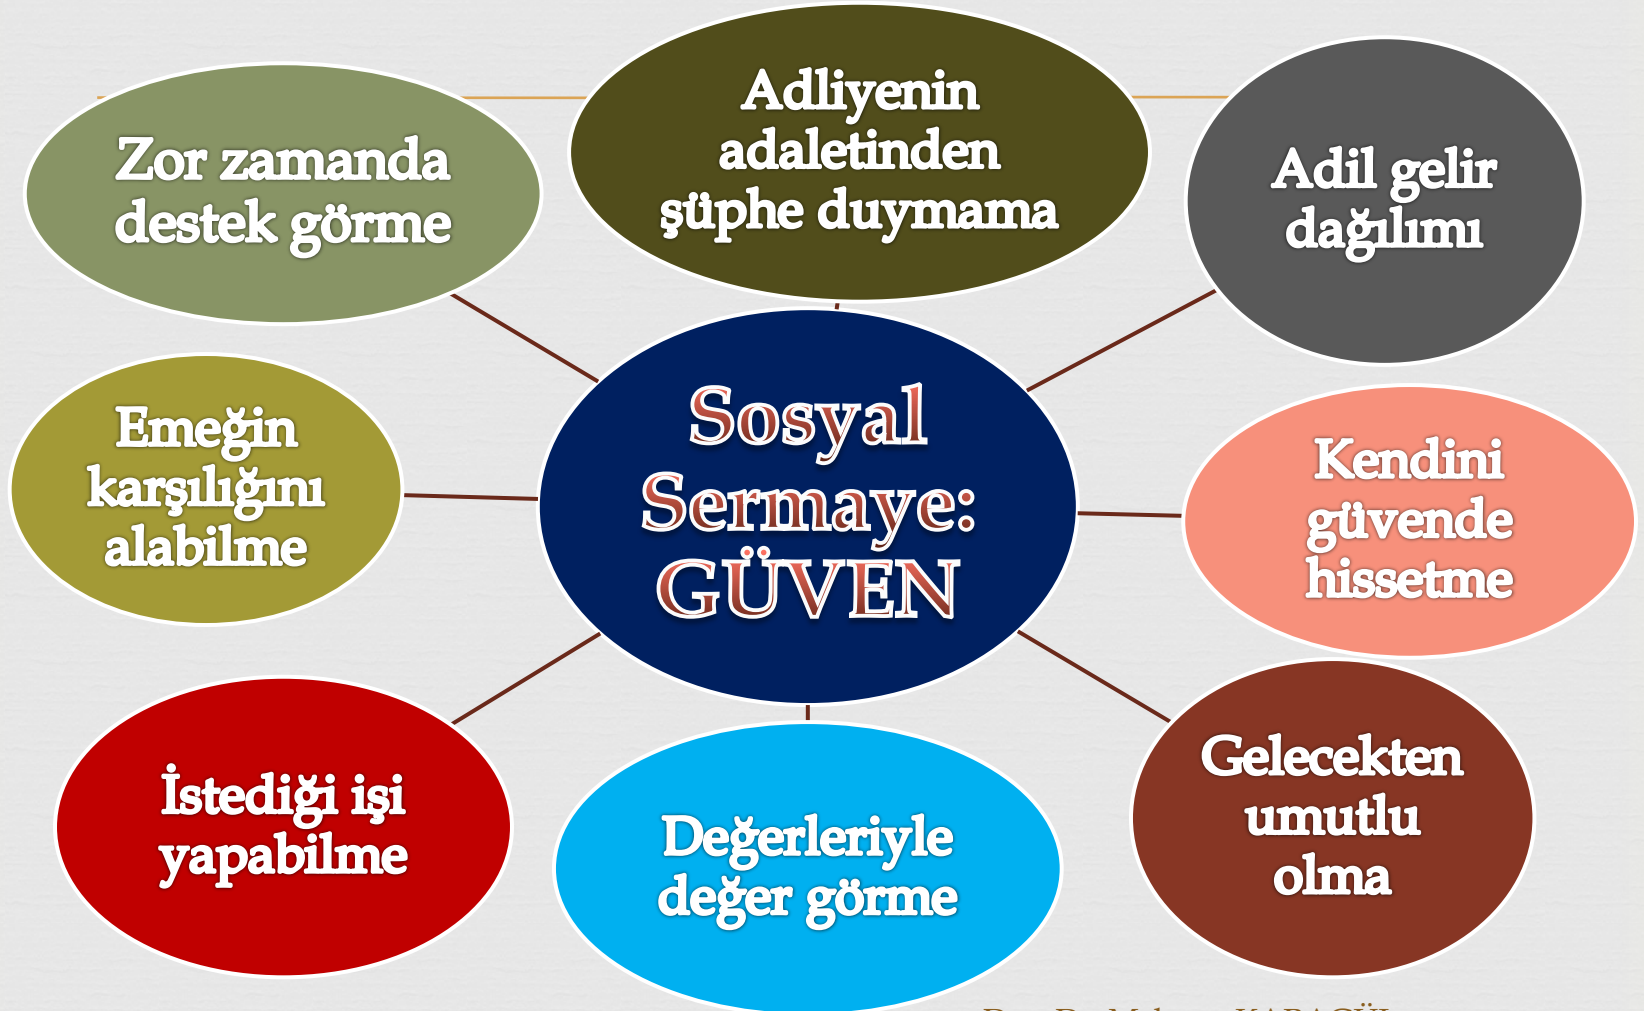 Zor zamanda
destek görme
Adliyenin
adaletinden
şüphe duymama
Adil gelir
dağılımı
Emeğin
karşılığını
alabilme
Sosyal
Sermaye:
GÜVEN
Kendini
güvende
hissetme
İstediği işi
yapabilme
Değerleriyle
değer görme
Gelecekten
umutlu
olma